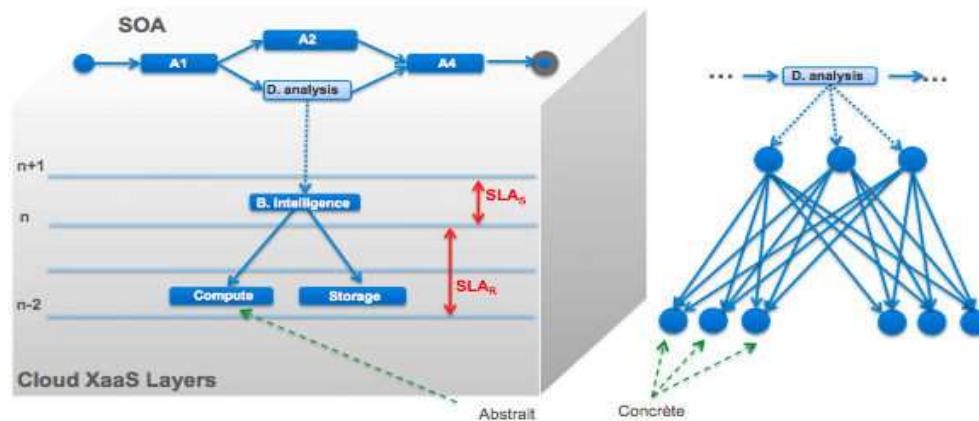 SOA
A2
A1
A4
D. analysis
n+1
B. Intelligence
SLAS
n
SLAR
n-2
Compute
Storage
Cloud XaaS Layers
Abstrait
... D. analysis ...
Concrète